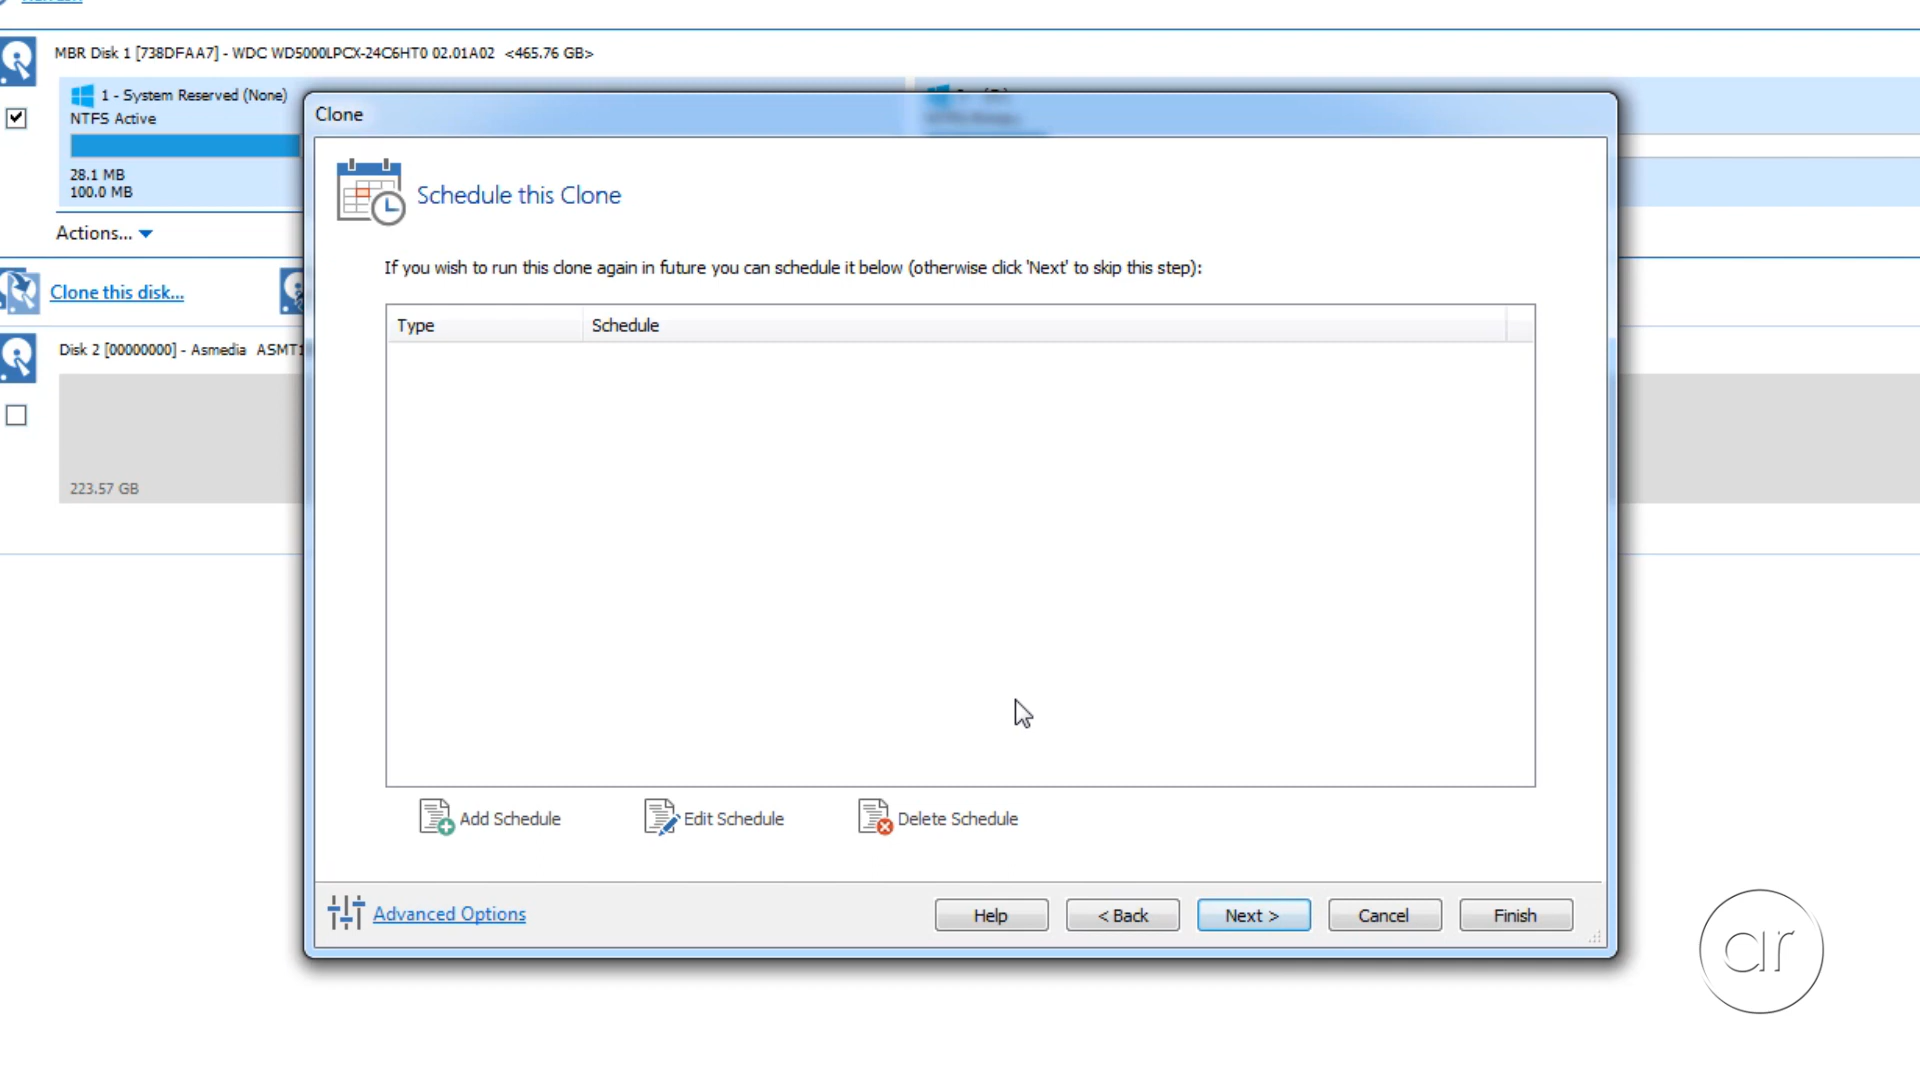 MBR Disk 1 [738DFAA7] - WDC WD5000LPCX-24C6HT0 02.01A02 <465.76 GB>
1 - System Reserved (None)
NTFS Active
28.1 MB
100.0 MB
Actions...
Clone this disk...
Disk 2 [00000000] - Asmedia ASMT1
223.57 GB
Clone
Schedule this Clone
If you wish to run this clone again in future you can schedule it below (otherwise click 'Next' to skip this step):
Type Schedule
Add Schedule Edit Schedule Delete Schedule
Advanced Options Help < Back Next > Cancel Finish
ar